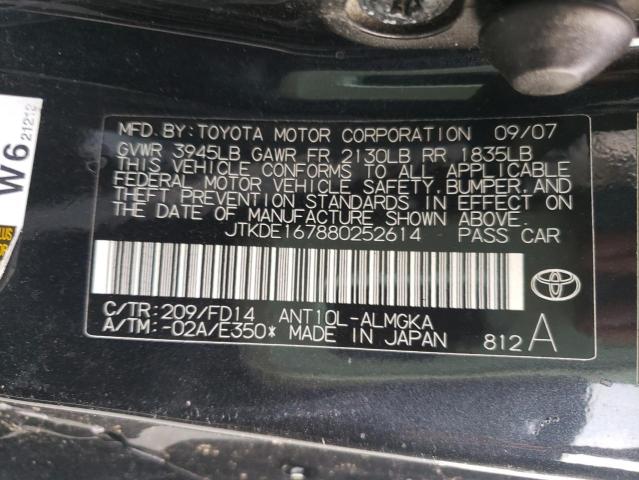 MFD. BY: TOYOTA MOTOR CORPORATION 09/07
GVWR 3945LB GAWR FR 2130LB RR 1835LB
THIS VEHICLE CONFORMS TO ALL APPLICABLE
FEDERAL MOTOR VEHICLE SAFETY, BUMPER, AND
THEFT PREVENTION STANDARDS IN EFFECT ON
THE DATE OF MANUFACTURE SHOWN ABOVE.
JTKDE167880252614 PASS CAR
C/TR: 209/FD14 ANT10L-ALMGKA
A/TM: -02A/E350* MADE IN JAPAN 812 A
W6 21212